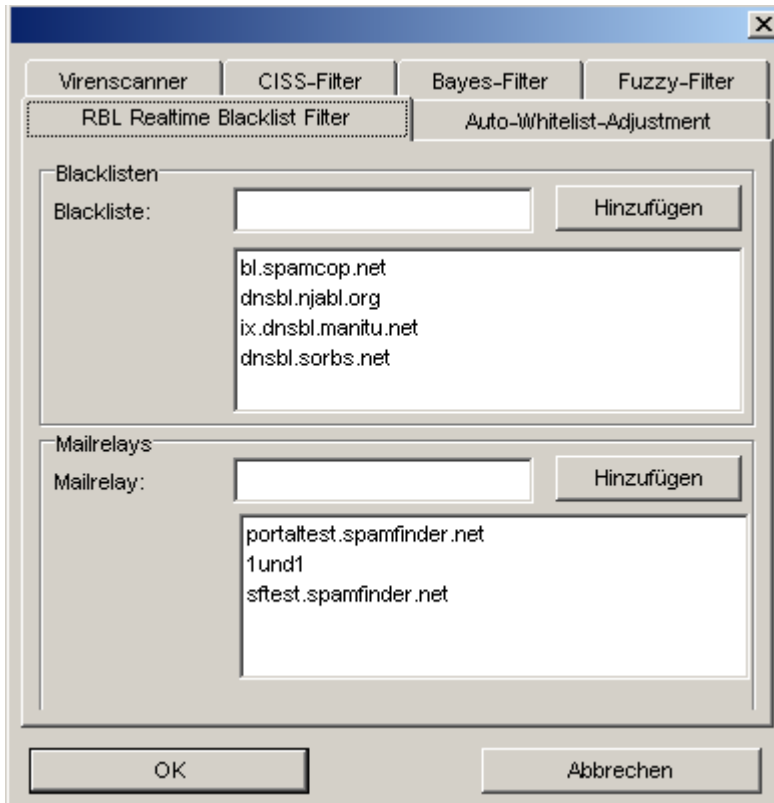 Virenscanner CISS-Filter Bayes-Filter Fuzzy-Filter
RBL Realtime Blacklist Filter Auto-Whitelist-Adjustment
Blacklisten
Blackliste: Hinzufügen
bl.spamcop.net
dnsbl.njabl.org
ix.dnsbl.manitu.net
dnsbl.sorbs.net
Mailrelays
Mailrelay: Hinzufügen
portaltest.spamfinder.net
1und1
sftest.spamfinder.net
OK Abbrechen